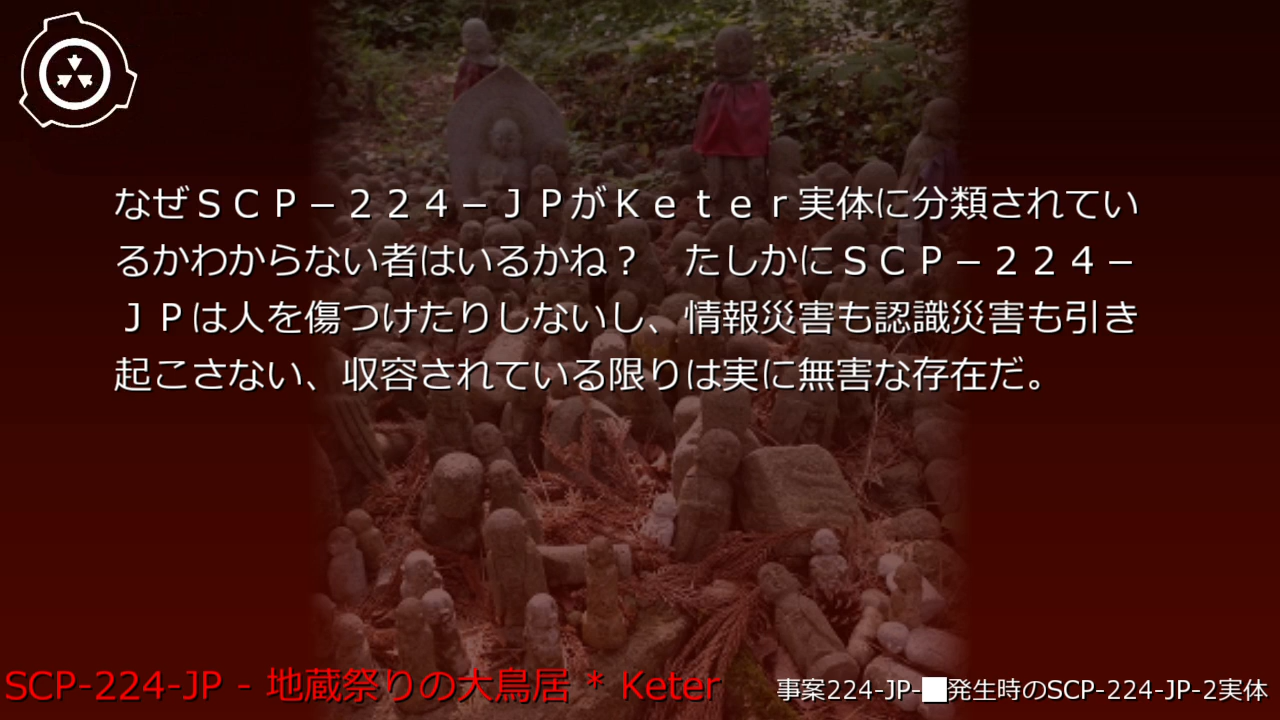 なぜＳＣＰ－２２４－ＪＰがＫｅｔｅｒ実体に分類されてい
るかわからない者はいるかね？　たしかにＳＣＰ－２２４－
ＪＰは人を傷つけたりしないし、情報災害も認識災害も引き
起こさない、収容されている限りは実に無害な存在だ。
SCP-224-JP - 地蔵祭りの大鳥居 * Keter
事案224-JP-█発生時のSCP-224-JP-2実体